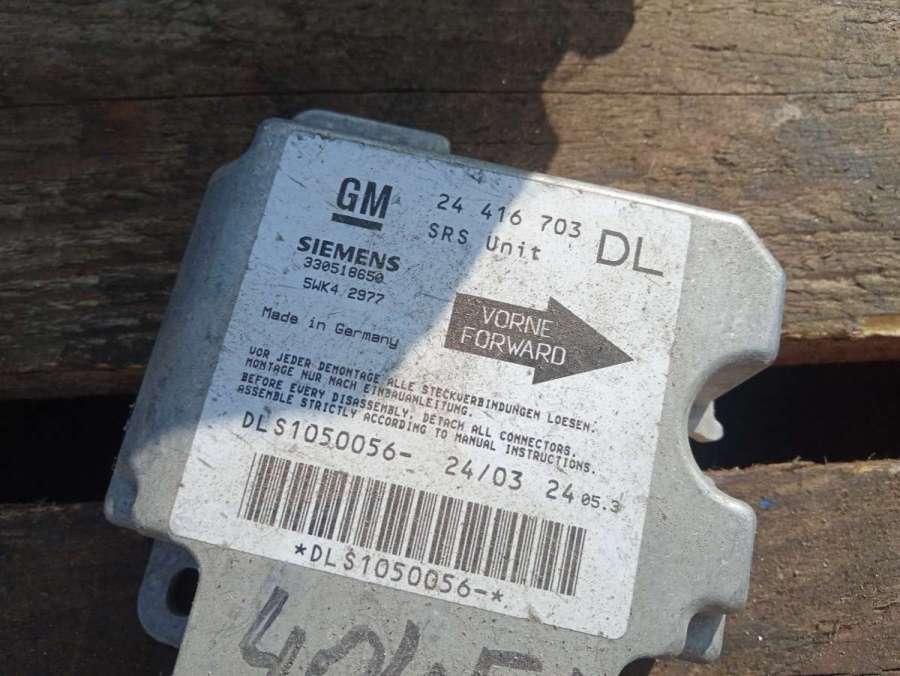 GM
24 416 703
DL
SRS Unit
SIEMENS
330518650
5WK4 2977
VORNE
FORWARD
Made in Germany
VOR JEDER DEMONTAGE ALLE STECKVERBINDUNGEN LOESEN.
MONTAGE NUR NACH EINBAUANLEITUNG.
BEFORE EVERY DISASSEMBLY, DETACH ALL CONNECTORS.
ASSEMBLE STRICTLY ACCORDING TO MANUAL INSTRUCTIONS.
DLS1050056- 24/03 24 05.3
*DLS1050056-*